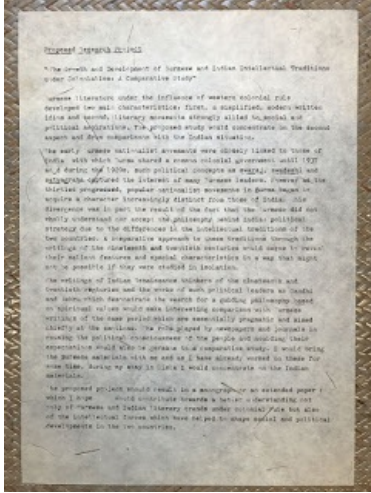 Proposed Research Project
"The Growth and Development of Burmese and Indian Intellectual Traditions
under Colonialism: A Comparative Study"
Burmese literature under the influence of western colonial rule
developed two main characteristics: first, a simplified, modern written
idiom and second, literary movements strongly allied to social and
political aspirations. The proposed study would concentrate on the second
aspect and draw comparisons with the Indian situation.
The early Burmese nationalist movements were closely linked to those of
India with which Burma shared a common colonial government until 1937
and during the 1920s, such political concepts as swaraj, swadeshi and
satyagraha captured the interest of many Burmese leaders. However as the
thirties progressed, popular nationalist movements in Burma began to
acquire a character increasingly distinct from those of India. This
divergence was in part the result of the fact that the Burmese did not
wholly understand nor accept the philosophy behind Indian political
strategy due to the differences in the intellectual traditions of the
two countries. A comparative approach to these traditions through the
writings of the nineteenth and twentieth centuries would serve to reveal
their salient features and special characteristics in a way that might
not be possible if they were studied in isolation.
The writings of Indian Renaissance thinkers of the nineteenth and
twentieth centuries and the works of such political leaders as Gandhi
and Nehru which demonstrate the search for a guiding philosophy based
on spiritual values would make interesting comparison with Burmese
writings of the same period which are essentially pragmatic and aimed
chiefly at the The role played by newspapers and journals in
rousing the political consciousness of the people and moulding their
expectations would also be germane to a comparative study. I would bring
the Burmese materials with me and as I have already worked on these for
some time, during my stay in Simla I would concentrate on the Indian
materials.
The proposed project should result in a monograph or an extended paper
which I hope would contribute towards a better understanding not
only of Burmese and Indian literary trends under colonial rule but also
of the intellectual forces which have helped to shape social and political
developments in the two countries.